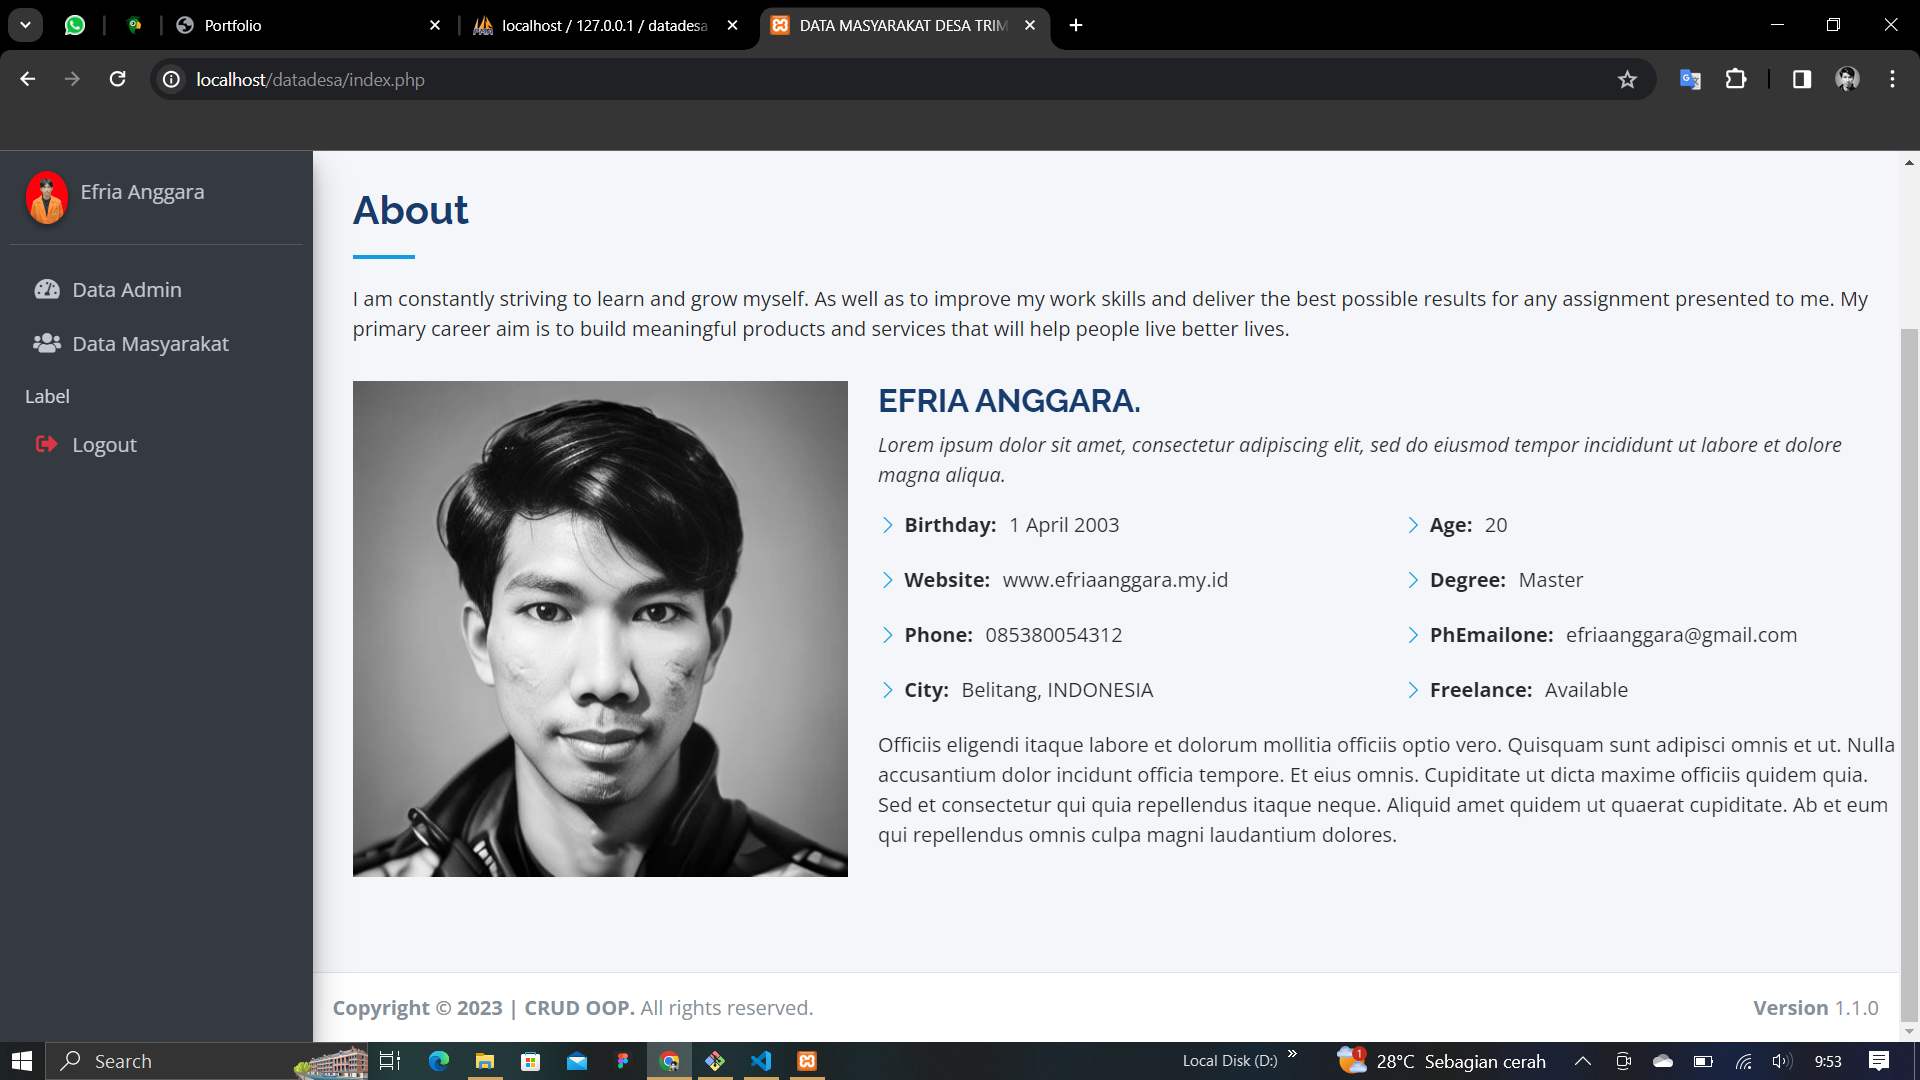 Portfolio
localhost / 127.0.0.1 / datadesa
DATA MASYARAKAT DESA TRIM
localhost/datadesa/index.php
Efria Anggara
Data Admin
Data Masyarakat
Label
Logout
About
I am constantly striving to learn and grow myself. As well as to improve my work skills and deliver the best possible results for any assignment presented to me. My
primary career aim is to build meaningful products and services that will help people live better lives.
EFRIA ANGGARA.
Lorem ipsum dolor sit amet, consectetur adipiscing elit, sed do eiusmod tempor incididunt ut labore et dolore
magna aliqua.
Birthday: 1 April 2003
Age: 20
Website: www.efriaanggara.my.id
Degree: Master
Phone: 085380054312
PhEmailone: efriaanggara@gmail.com
City: Belitang, INDONESIA
Freelance: Available
Officiis eligendi itaque labore et dolorum mollitia officiis optio vero. Quisquam sunt adipisci omnis et ut. Nulla
accusantium dolor incidunt officia tempore. Et eius omnis. Cupiditate ut dicta maxime officiis quidem quia.
Sed et consectetur qui quia repellendus itaque neque. Aliquid amet quidem ut quaerat cupiditate. Ab et eum
qui repellendus omnis culpa magni laudantium dolores.
Copyright © 2023 | CRUD OOP. All rights reserved.
Version 1.1.0
Search
Local Disk (D:)
1
28°C Sebagian cerah
9:53